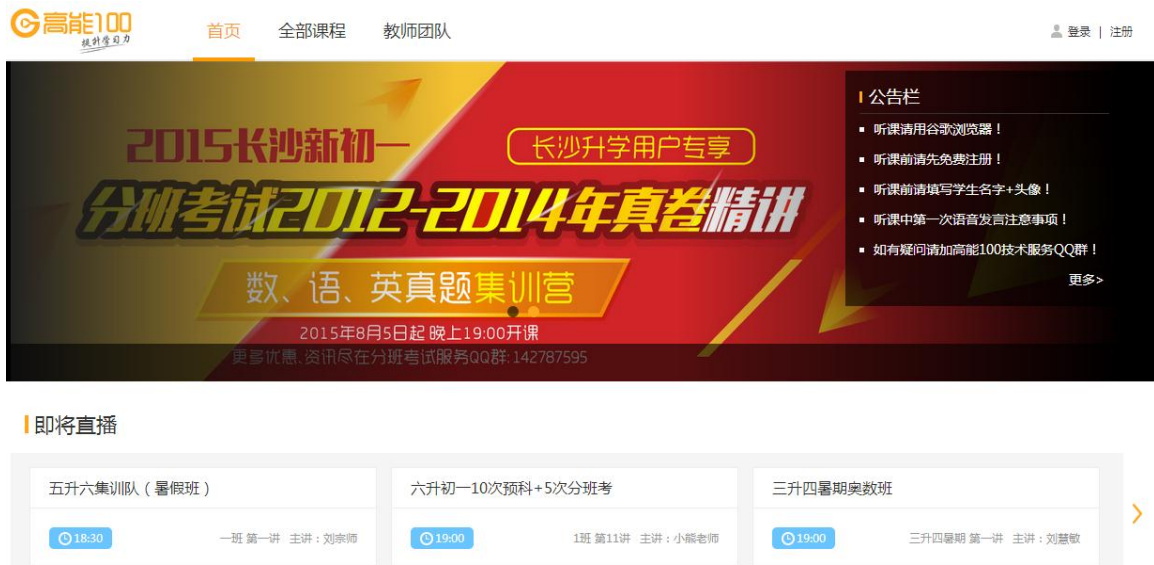 高能100
提升学习力
首页 全部课程 教师团队
登录 | 注册
2015长沙新初一
长沙升学用户专享
分班考试2012-2014年真卷精讲
数、语、英真题集训营
2015年8月5日起 晚上19:00开课
更多优惠、资讯尽在分班考试服务QQ群:142787595
公告栏
听课请用谷歌浏览器！
听课前请先免费注册！
听课前请填写学生名字+头像！
听课中第一次语音发言注意事项！
如有疑问请加高能100技术服务QQ群！
更多>
即将直播
五升六集训队（暑假班）
18:30 一班 第一讲 主讲：刘宗师
六升初一10次预科+5次分班考
19:00 1班 第11讲 主讲：小熊老师
三升四暑期奥数班
19:00 三升四暑期 第一讲 主讲：刘慧敏